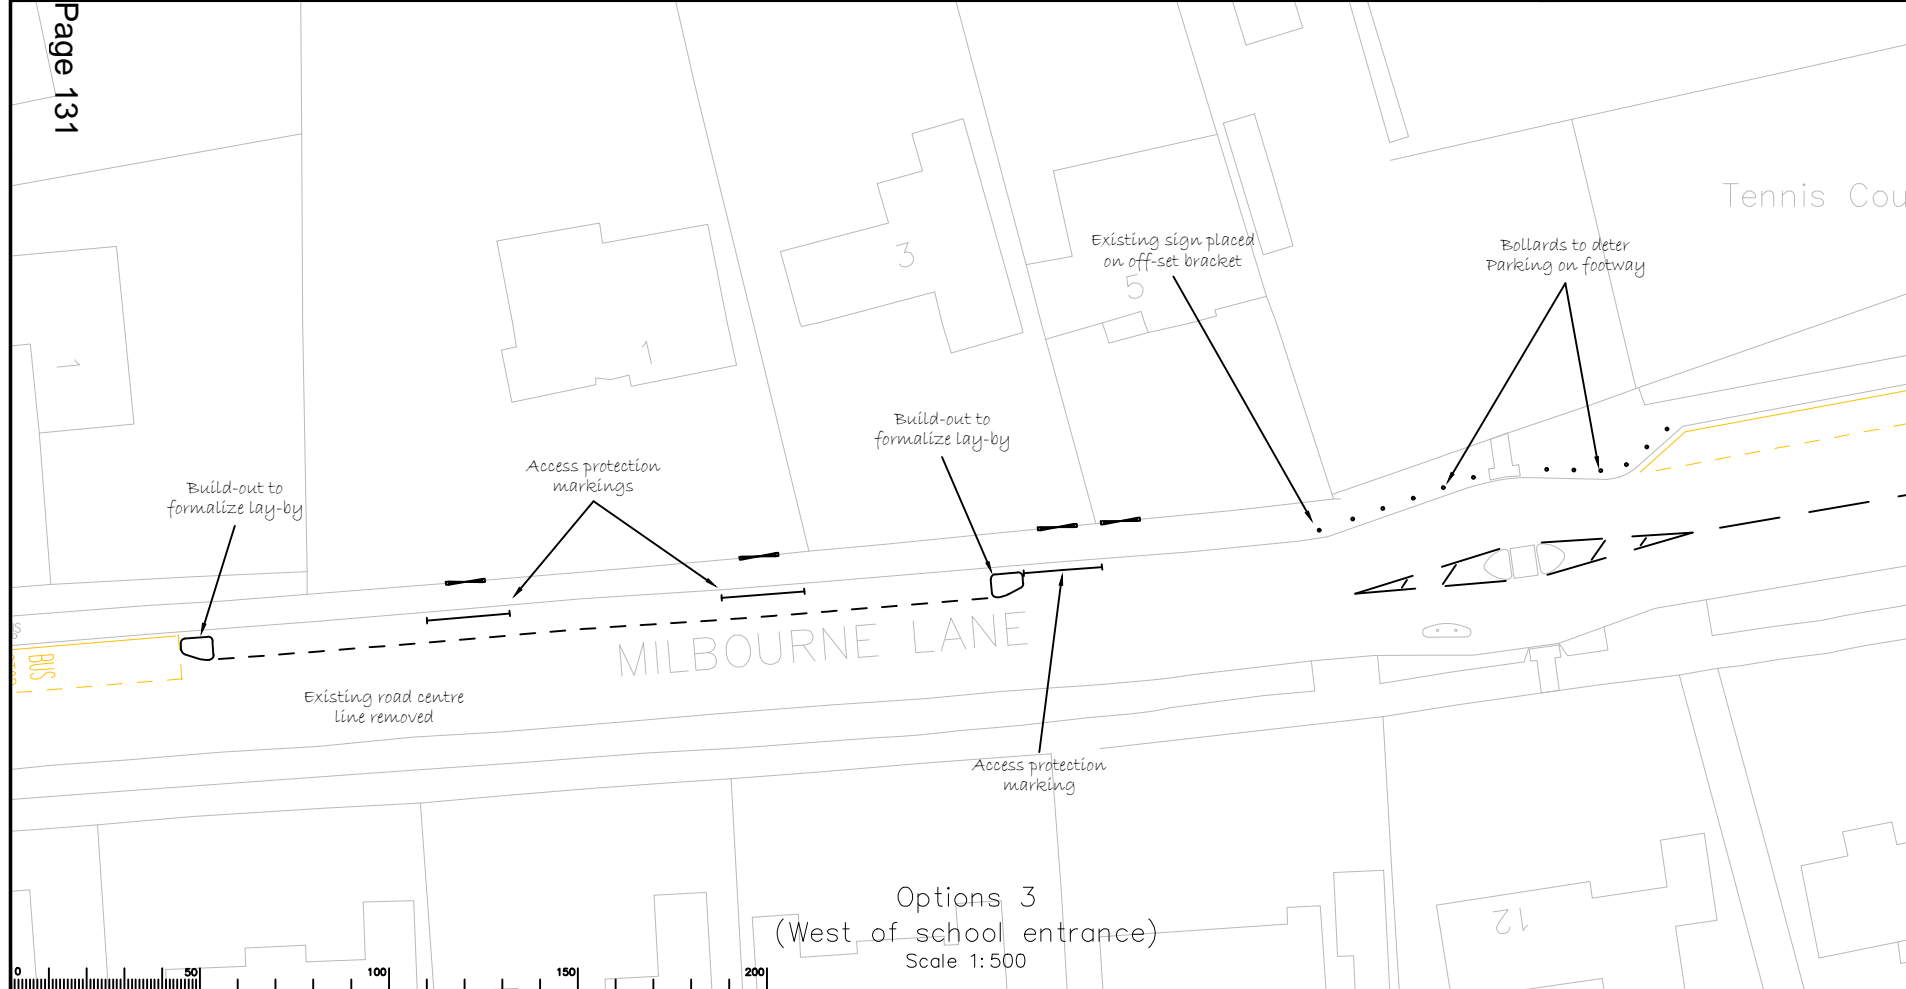 Page 131
Tennis Cou
Existing sign placed
on off-set bracket
Bollards to deter
Parking on footway
3
5
1
1
Build-out to
formalize lay-by
Access protection
markings
Build-out to
formalize lay-by
BUS
MILBOURNE LANE
Existing road centre
line removed
Access protection
marking
12
Options 3
(West of school entrance)
Scale 1:500
0 50 100 150 200